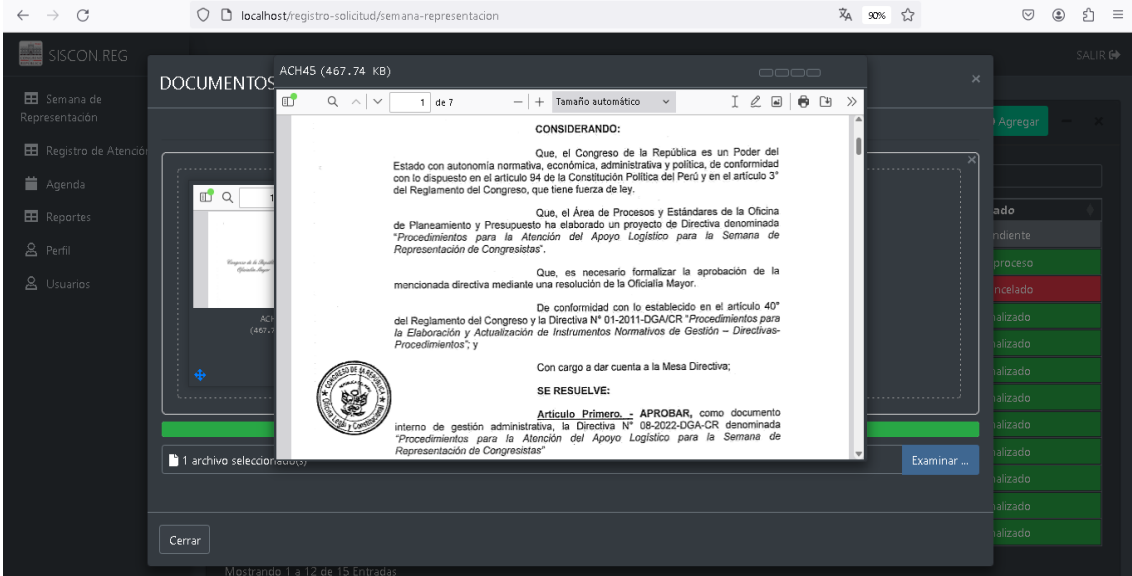 localhost/registro-solicitud/semana-representacion
90%
SISCON.REG
SALIR
Semana de
Representación
Registro de Atención
Agenda
Reportes
Perfil
Usuarios
DOCUMENTOS
ACH45 (467.74 KB)
1 de 7
Tamaño automático
CONSIDERANDO:
Que, el Congreso de la República es un Poder del
Estado con autonomía normativa, económica, administrativa y política, de conformidad
con lo dispuesto en el artículo 94 de la Constitución Política del Perú y en el artículo 3°
del Reglamento del Congreso, que tiene fuerza de ley.
Que, el Área de Procesos y Estándares de la Oficina
de Planeamiento y Presupuesto ha elaborado un proyecto de Directiva denominada
"Procedimientos para la Atención del Apoyo Logístico para la Semana de
Representación de Congresistas".
Que, es necesario formalizar la aprobación de la
mencionada directiva mediante una resolución de la Oficialía Mayor.
De conformidad con lo establecido en el artículo 40°
del Reglamento del Congreso y la Directiva N° 01-2011-DGA/CR "Procedimientos para
la Elaboración y Actualización de Instrumentos Normativos de Gestión – Directivas-
Procedimientos"; y
Con cargo a dar cuenta a la Mesa Directiva;
SE RESUELVE:
Artículo Primero. - APROBAR, como documento
interno de gestión administrativa, la Directiva N° 08-2022-DGA-CR denominada
"Procedimientos para la Atención del Apoyo Logístico para la Semana de
Representación de Congresistas"
1
ACH
(467.7
1 archivo seleccionado(s)
Examinar ...
Cerrar
Agregar
ado
ndiente
proceso
ncelado
alizado
alizado
alizado
alizado
alizado
alizado
alizado
alizado
alizado
Mostrando 1 a 12 de 15 Entradas